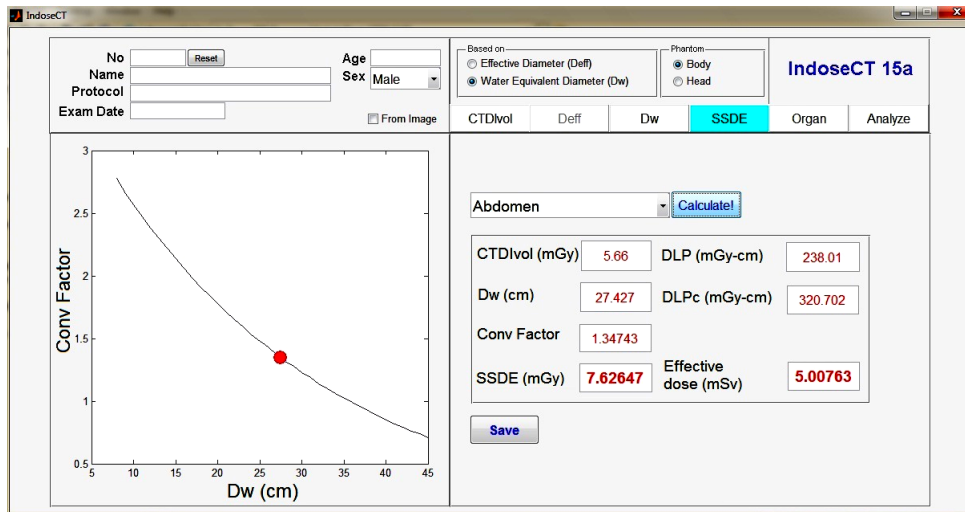 IndoseCT
No
Reset
Name
Protocol
Exam Date
Age
Sex Male
From Image
Based on
Effective Diameter (Deff)
Water Equivalent Diameter (Dw)
Phantom
Body
Head
IndoseCT 15a
CTDIvol Deff Dw SSDE Organ Analyze
3
2.5
2
1.5
1
0.5
5 10 15 20 25 30 35 40 45
Conv Factor
Dw (cm)
Abdomen Calculate!
CTDIvol (mGy) 5.66 DLP (mGy-cm) 238.01
Dw (cm) 27.427 DLPc (mGy-cm) 320.702
Conv Factor 1.34743
SSDE (mGy) 7.62647 Effective
dose (mSv) 5.00763
Save